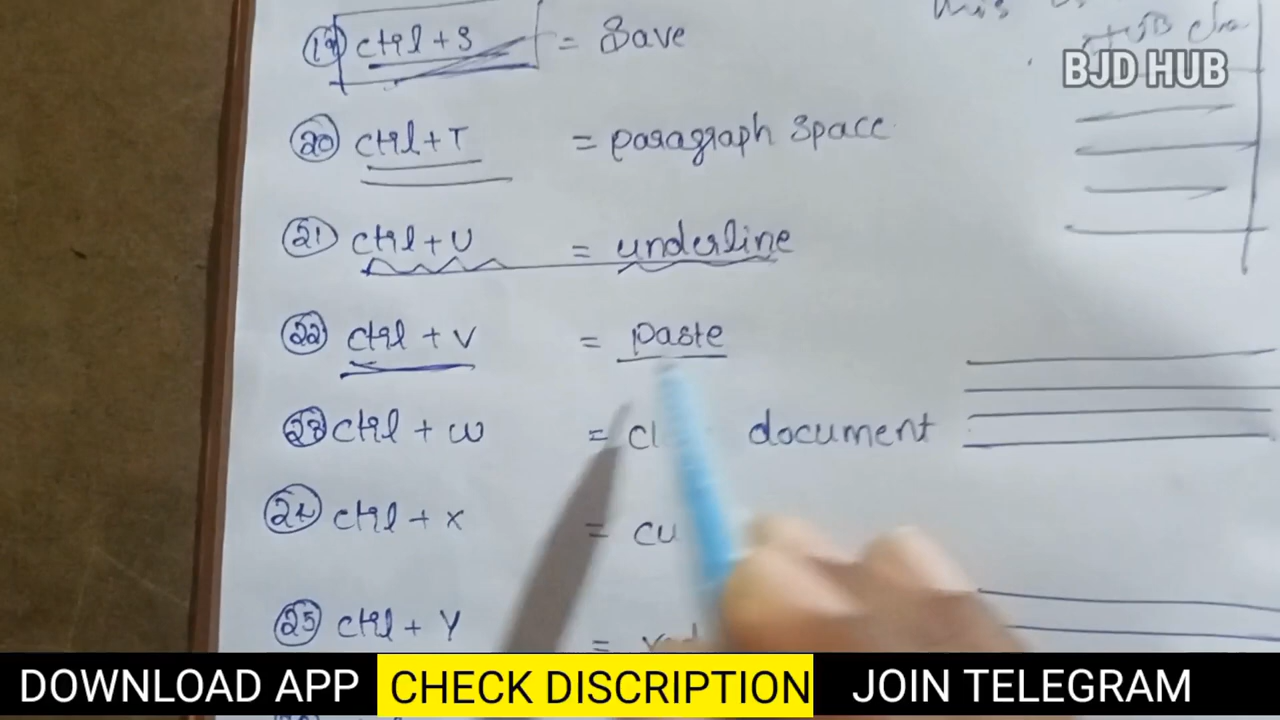 BJD HUB
19 Ctrl + S = Save
20 Ctrl + T = paragraph space
21 Ctrl + U = underline
22 Ctrl + V = paste
23 Ctrl + W = cl document
24 Ctrl + X = cu
25 Ctrl + Y =
DOWNLOAD APP CHECK DISCRIPTION JOIN TELEGRAM